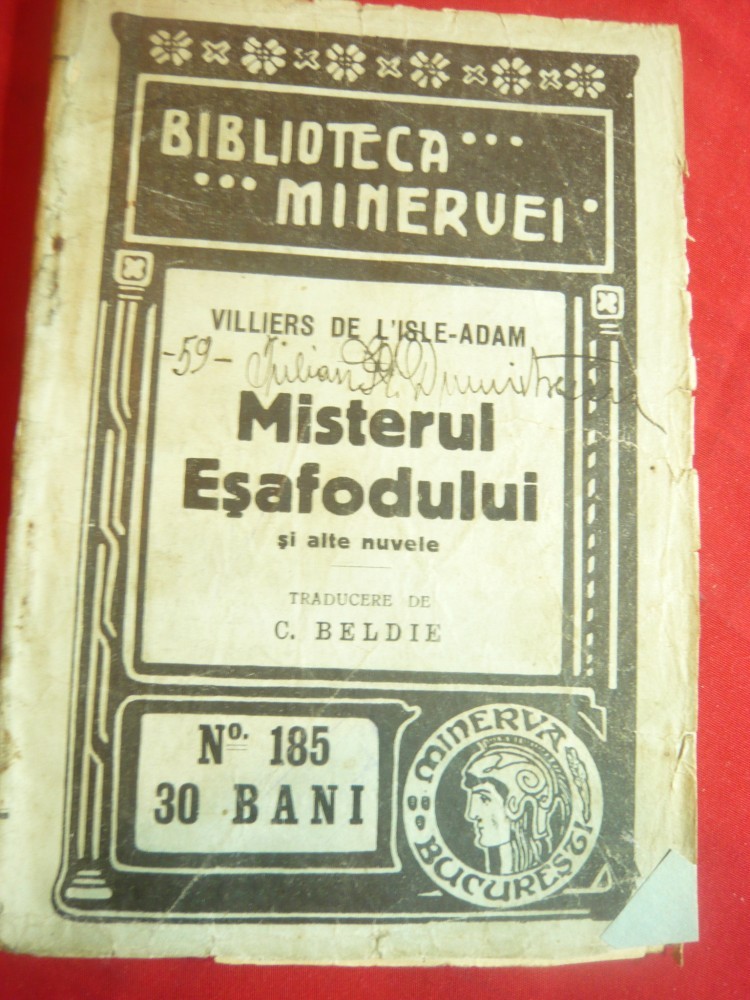 BIBLIOTECA
MINERVEI
VILLIERS DE L'ISLE-ADAM
-59-
Misterul
Eşafodului
şi alte nuvele
TRADUCERE DE
C. BELDIE
No. 185
30 BANI
MINERVA
BUCUREŞTI